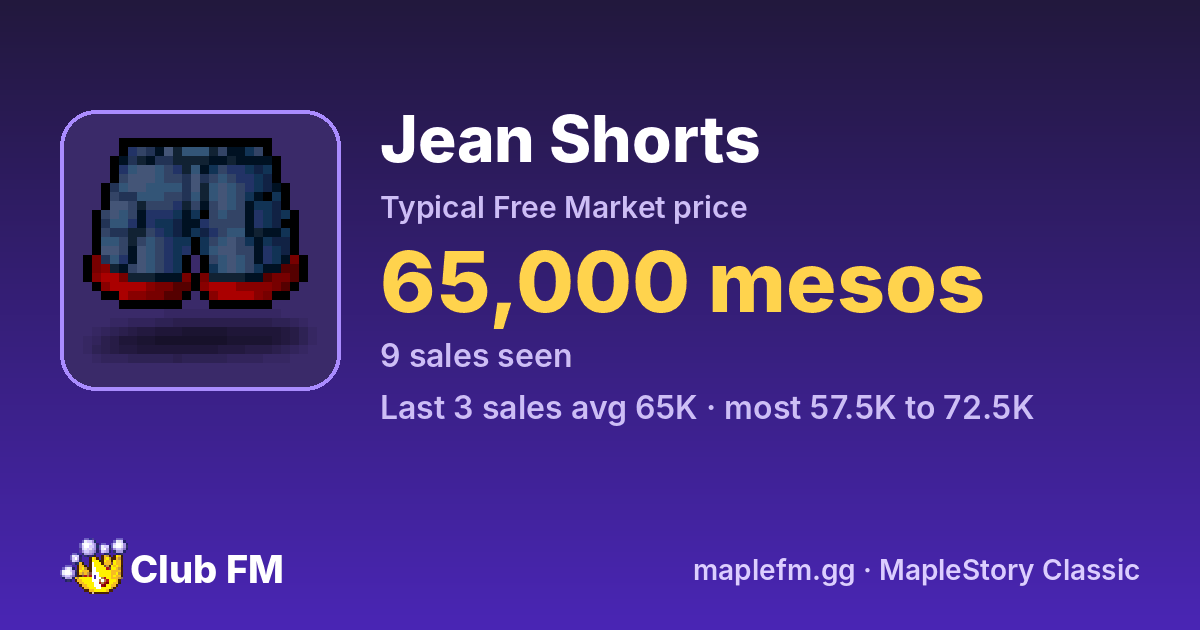 Jean Shorts
Typical Free Market price
65,000 mesos
9 sales seen
Last 3 sales avg 65K · most 57.5K to 72.5K
Club FM
maplefm.gg · MapleStory Classic